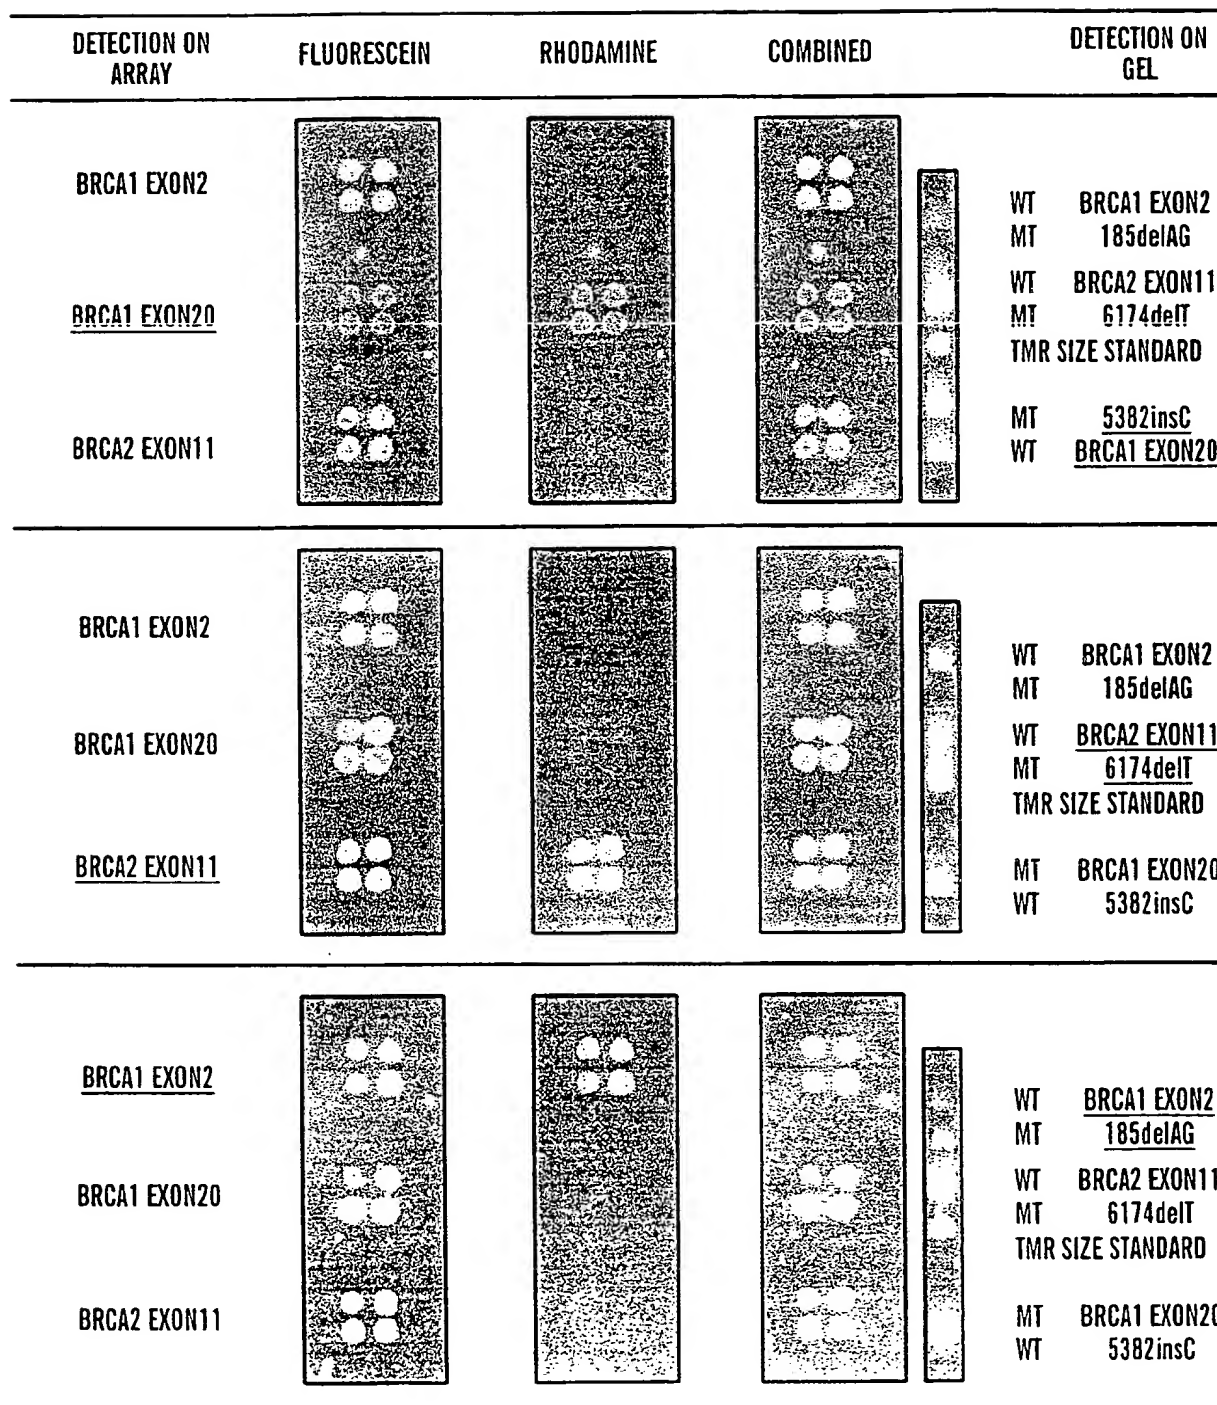 DETECTION ON
ARRAY
FLUORESCEIN
RHODAMINE
COMBINED
DETECTION ON
GEL
BRCA1 EXON2
BRCA1 EXON20
BRCA2 EXON11
WT BRCA1 EXON2
MT 185delAG
WT BRCA2 EXON11
MT 6174delT
TMR SIZE STANDARD
MT 5382insC
WT BRCA1 EXON20
BRCA1 EXON2
BRCA1 EXON20
BRCA2 EXON11
WT BRCA1 EXON2
MT 185delAG
WT BRCA2 EXON11
MT 6174delT
TMR SIZE STANDARD
MT BRCA1 EXON20
WT 5382insC
BRCA1 EXON2
BRCA1 EXON20
BRCA2 EXON11
WT BRCA1 EXON2
MT 185delAG
WT BRCA2 EXON11
MT 6174delT
TMR SIZE STANDARD
MT BRCA1 EXON20
WT 5382insC